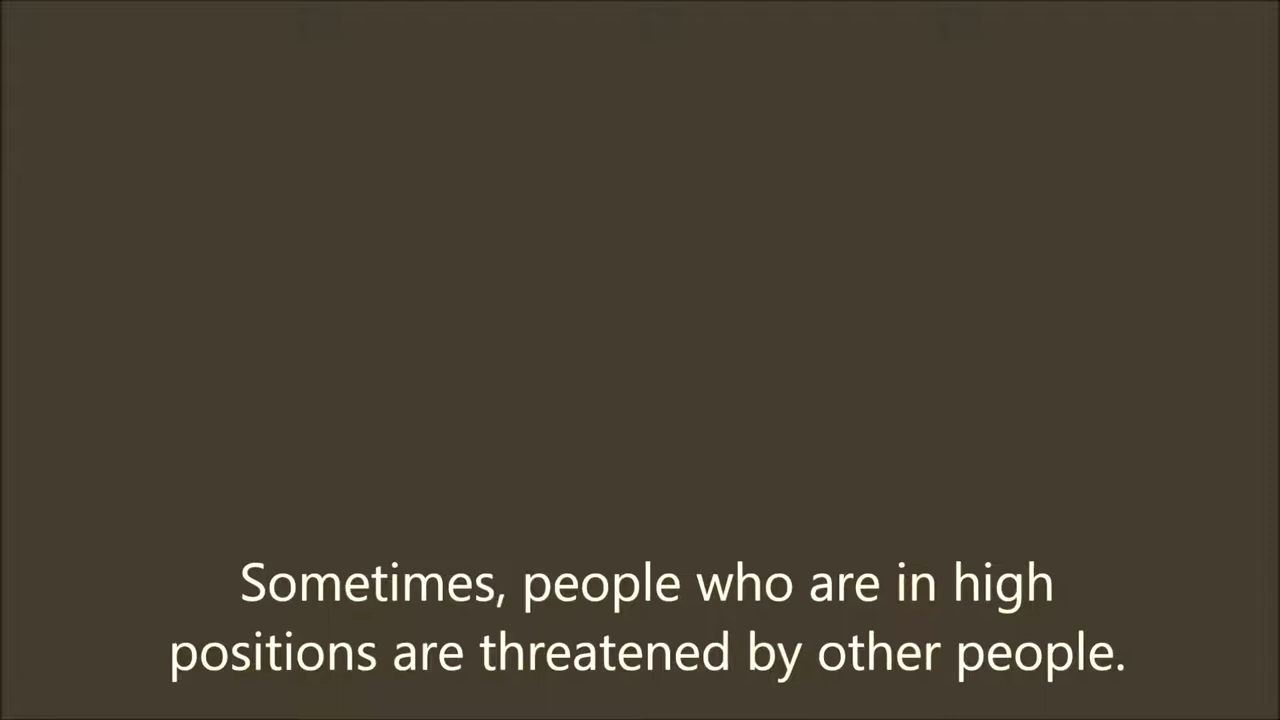 Sometimes, people who are in high
positions are threatened by other people.